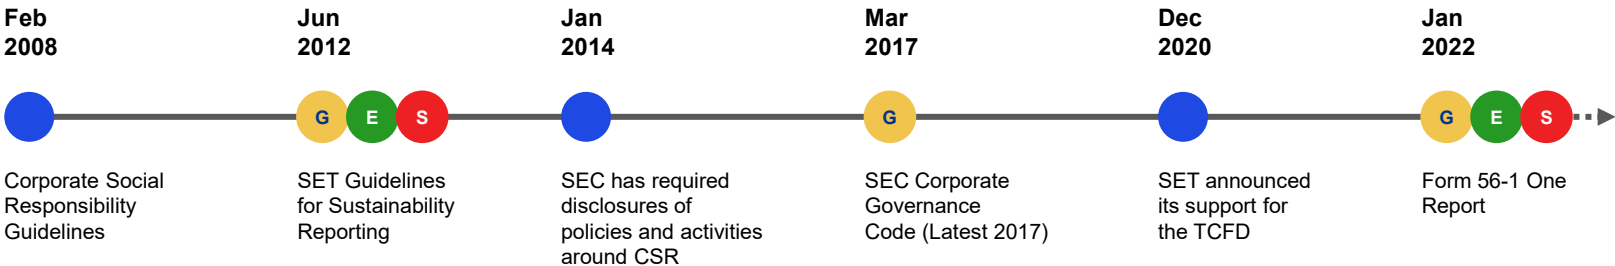 Feb
2008
Jun
2012
Jan
2014
Mar
2017
Dec
2020
Jan
2022
G
E
S
G
G
E
S
Corporate Social
Responsibility
Guidelines
SET Guidelines
for Sustainability
Reporting
SEC has required
disclosures of
policies and activities
around CSR
SEC Corporate
Governance
Code (Latest 2017)
SET announced
its support for
the TCFD
Form 56-1 One
Report